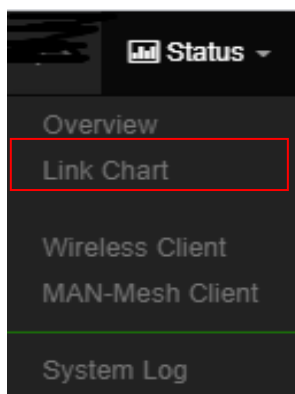 Status
Overview
Link Chart
Wireless Client
MAN-Mesh Client
System Log